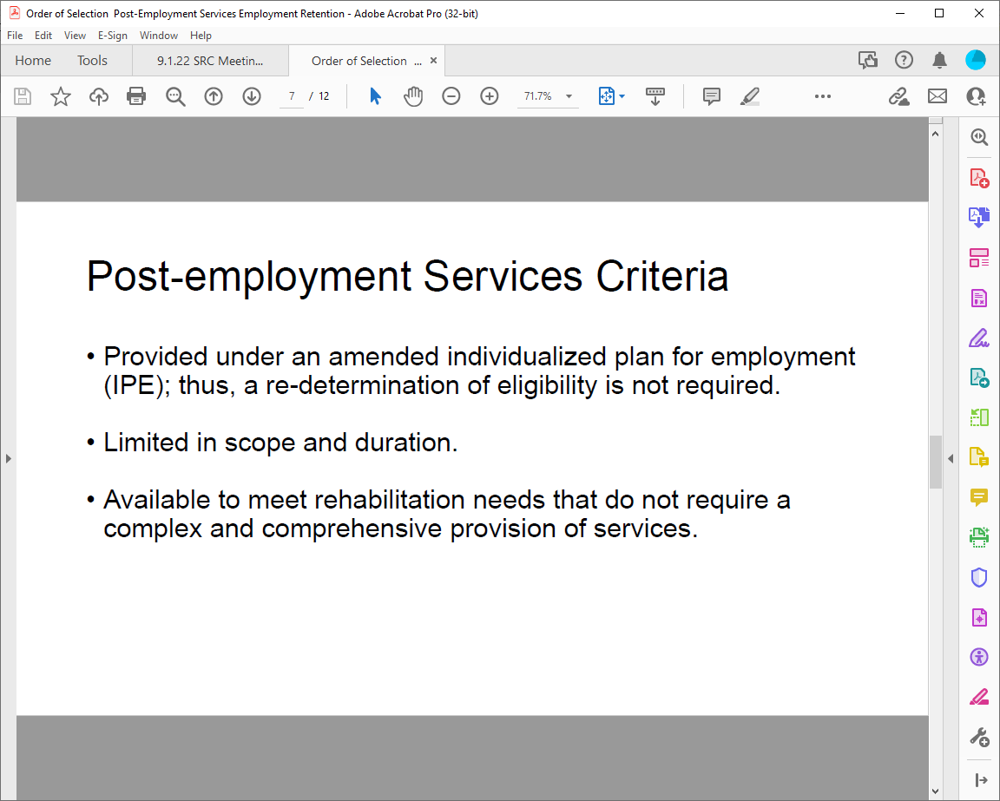 Order of Selection  Post-Employment Services Employment Retention - Adobe Acrobat Pro (32-bit)
File Edit View E-Sign Window Help
Home Tools 9.1.22 SRC Meetin... Order of Selection ... ×
7 / 12 71.7%
Post-employment Services Criteria
• Provided under an amended individualized plan for employment
(IPE); thus, a re-determination of eligibility is not required.
• Limited in scope and duration.
• Available to meet rehabilitation needs that do not require a
complex and comprehensive provision of services.